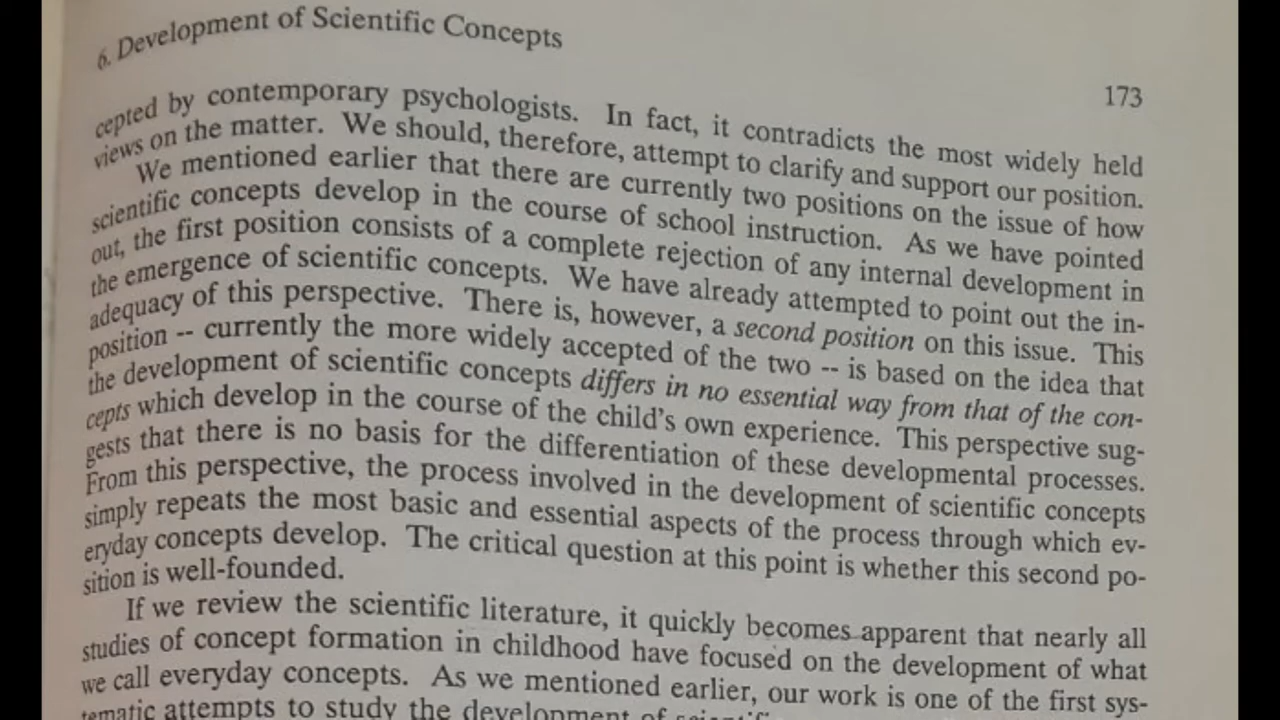 6. Development of Scientific Concepts
173
cepted by contemporary psychologists. In fact, it contradicts the most widely held
views on the matter. We should, therefore, attempt to clarify and support our position.
We mentioned earlier that there are currently two positions on the issue of how
scientific concepts develop in the course of school instruction. As we have pointed
out, the first position consists of a complete rejection of any internal development in
the emergence of scientific concepts. We have already attempted to point out the in-
adequacy of this perspective. There is, however, a second position on this issue. This
position -- currently the more widely accepted of the two -- is based on the idea that
the development of scientific concepts differs in no essential way from that of the con-
cepts which develop in the course of the child's own experience. This perspective sug-
gests that there is no basis for the differentiation of these developmental processes.
From this perspective, the process involved in the development of scientific concepts
simply repeats the most basic and essential aspects of the process through which ev-
eryday concepts develop. The critical question at this point is whether this second po-
sition is well-founded.
If we review the scientific literature, it quickly becomes apparent that nearly all
studies of concept formation in childhood have focused on the development of what
we call everyday concepts. As we mentioned earlier, our work is one of the first sys-
tematic attempts to study the development of